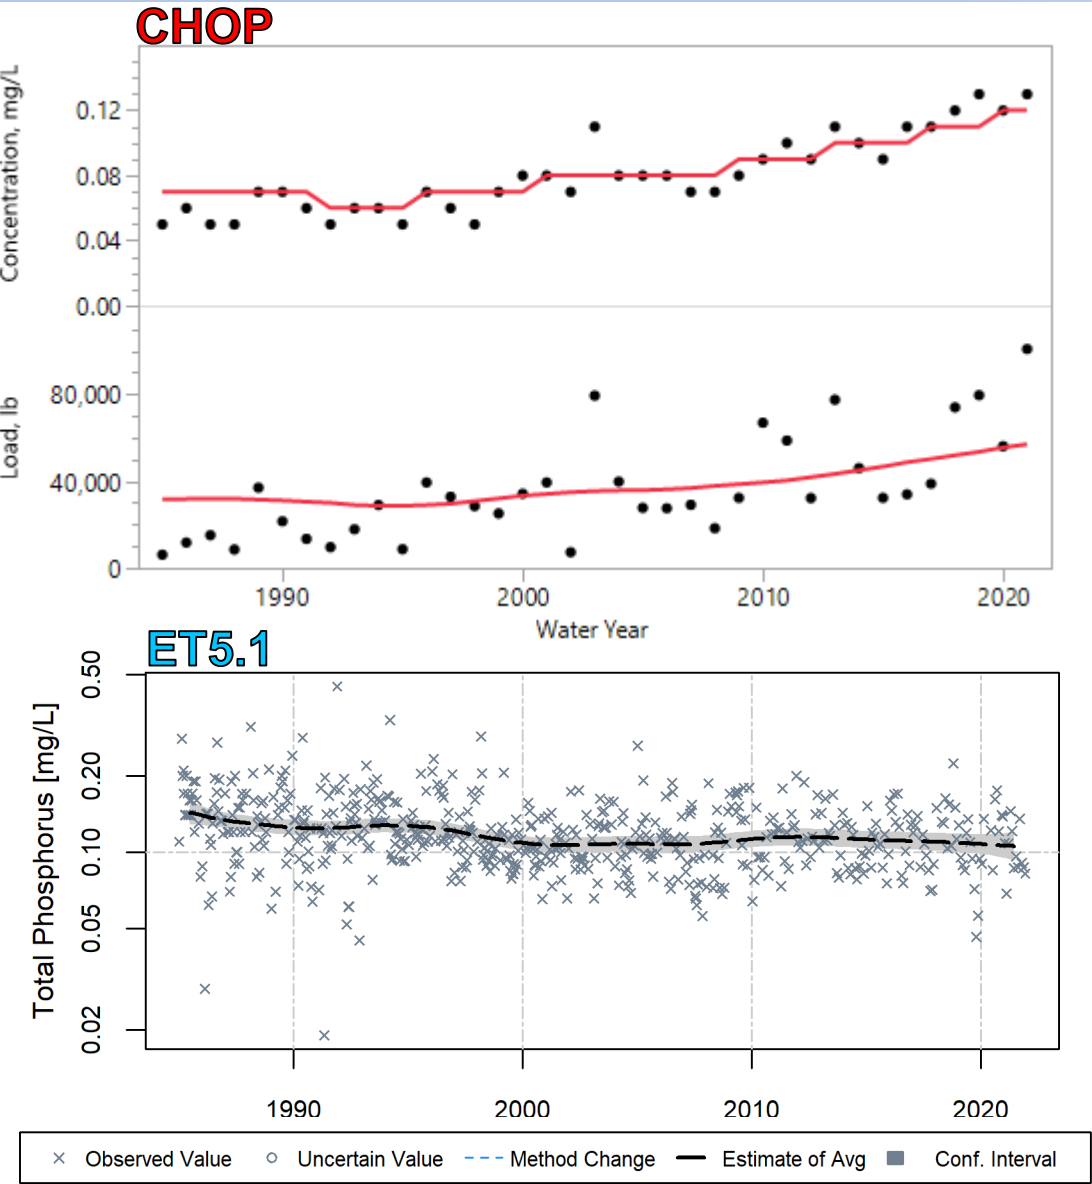 CHOP
Concentration, mg/L
0.12
0.08
0.04
0.00
Load, lb
80,000
40,000
0
1990 2000 2010 2020
Water Year
ET5.1
Total Phosphorus [mg/L]
0.50
0.20
0.10
0.05
0.02
1990 2000 2010 2020
Observed Value Uncertain Value Method Change Estimate of Avg Conf. Interval